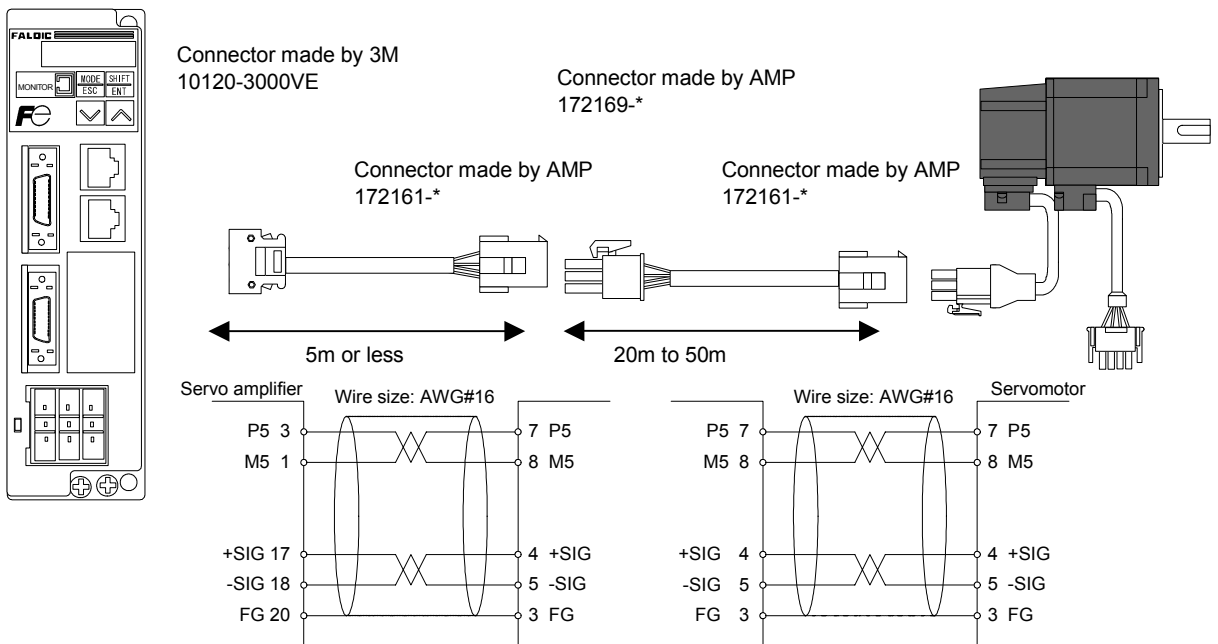 FALDIC
MONITOR
MODE
ESC
SHIFT
ENT
Fe
Connector made by 3M
10120-3000VE
Connector made by AMP
172169-*
Connector made by AMP
172161-*
Connector made by AMP
172161-*
5m or less
20m to 50m
Servo amplifier
Wire size: AWG#16
P5 3
7 P5
M5 1
8 M5
+SIG 17
4 +SIG
-SIG 18
5 -SIG
FG 20
3 FG
Wire size: AWG#16
Servomotor
P5 7
7 P5
M5 8
8 M5
+SIG 4
4 +SIG
-SIG 5
5 -SIG
FG 3
3 FG